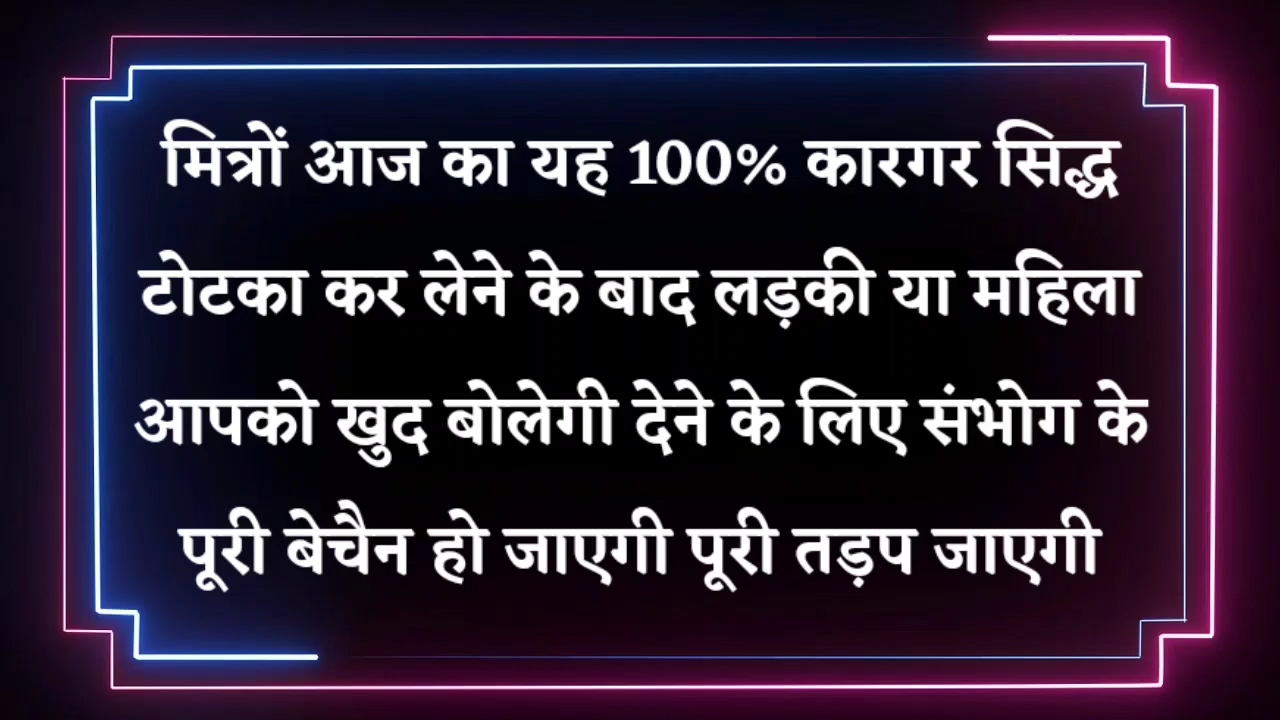 मित्रों आज का यह 100% कारगर सिद्ध
टोटका कर लेने के बाद लड़की या महिला
आपको खुद बोलेगी देने के लिए संभोग के
पूरी बेचैन हो जाएगी पूरी तड़प जाएगी